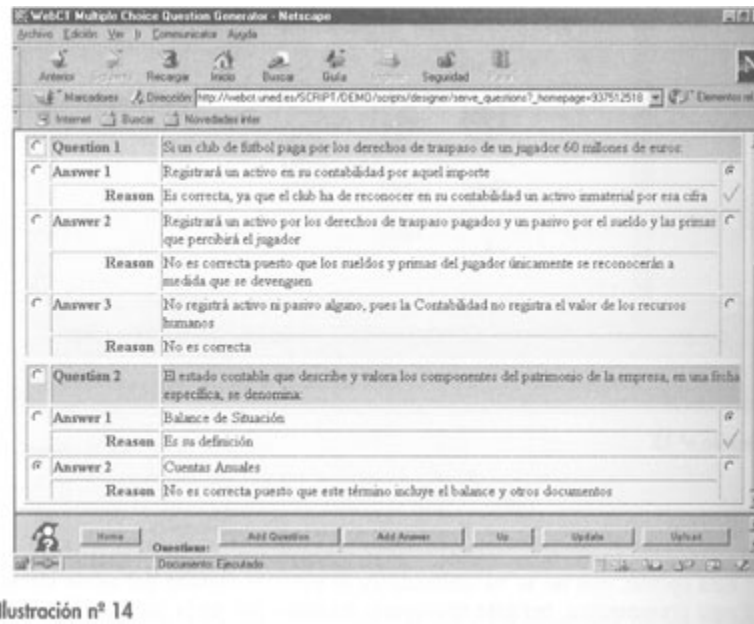 WebCT Multiple Choice Question Generator - Netscape
Archivo Edición Ver Ir Communicator Ayuda
Anterior Recargar Inicio Buscar Guía Imprimir Seguridad Parar
Marcadores Dirección http://webct.uned.es/SCRIPT/DEMO/scripts/designer/serve_questions?_homepage=937512518 Elementos rel
Internet Buscar Novedades inter
Question 1 Si un club de fútbol paga por los derechos de traspaso de un jugador 60 millones de euros:
Answer 1 Registrará un activo en su contabilidad por aquel importe
Reason Es correcta, ya que el club ha de reconocer en su contabilidad un activo inmaterial por esa cifra
Answer 2 Registrará un activo por los derechos de traspaso pagados y un pasivo por el sueldo y las primas
que percibirá el jugador
Reason No es correcta puesto que los sueldos y primas del jugador únicamente se reconocerán a
medida que se devenguen
Answer 3 No registrá activo ni pasivo alguno, pues la Contabilidad no registra el valor de los recursos
humanos
Reason No es correcta
Question 2 El estado contable que describe y valora los componentes del patrimonio de la empresa, en una fecha
específica, se denomina:
Answer 1 Balance de Situación
Reason Es su definición
Answer 2 Cuentas Anuales
Reason No es correcta puesto que este término incluye el balance y otros documentos
Home Questions: Add Question Add Answer Up Update Upload
Documento: Ejecutado
Ilustración nº 14